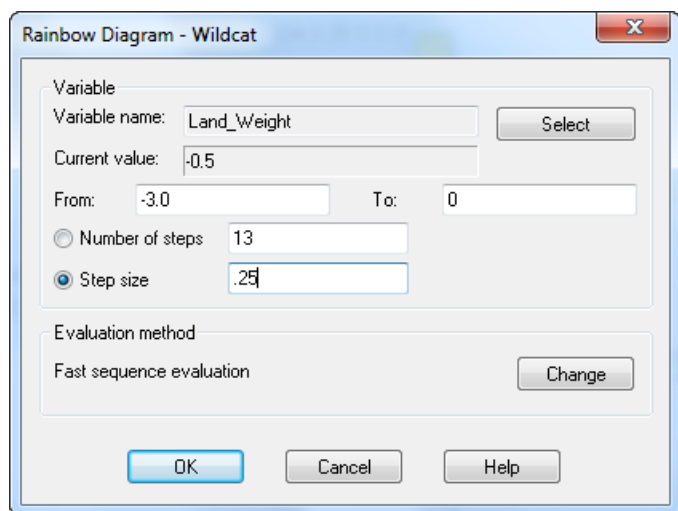 Rainbow Diagram - Wildcat
Variable
Variable name: Land_Weight Select
Current value: -0.5
From: -3.0 To: 0
Number of steps 13
Step size .25
Evaluation method
Fast sequence evaluation Change
OK Cancel Help